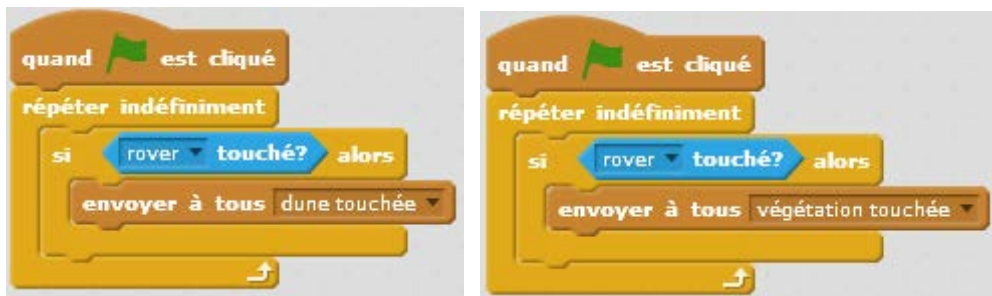 quand est cliqué
répéter indéfiniment
si rover touché? alors
envoyer à tous dune touchée
quand est cliqué
répéter indéfiniment
si rover touché? alors
envoyer à tous végétation touchée